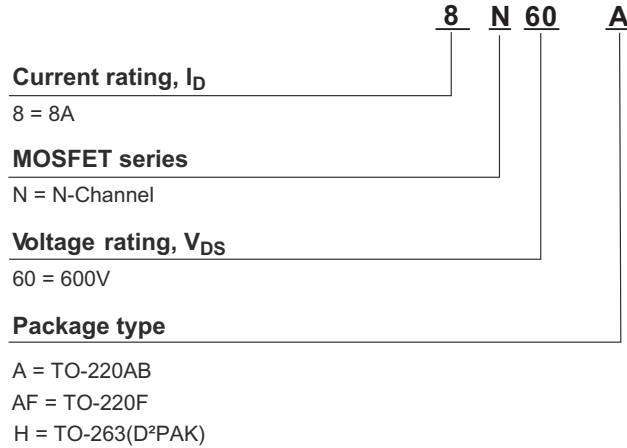 8 N 60 A
Current rating, ID
8 = 8A
MOSFET series
N = N-Channel
Voltage rating, VDS
60 = 600V
Package type
A = TO-220AB
AF = TO-220F
H = TO-263(D²PAK)